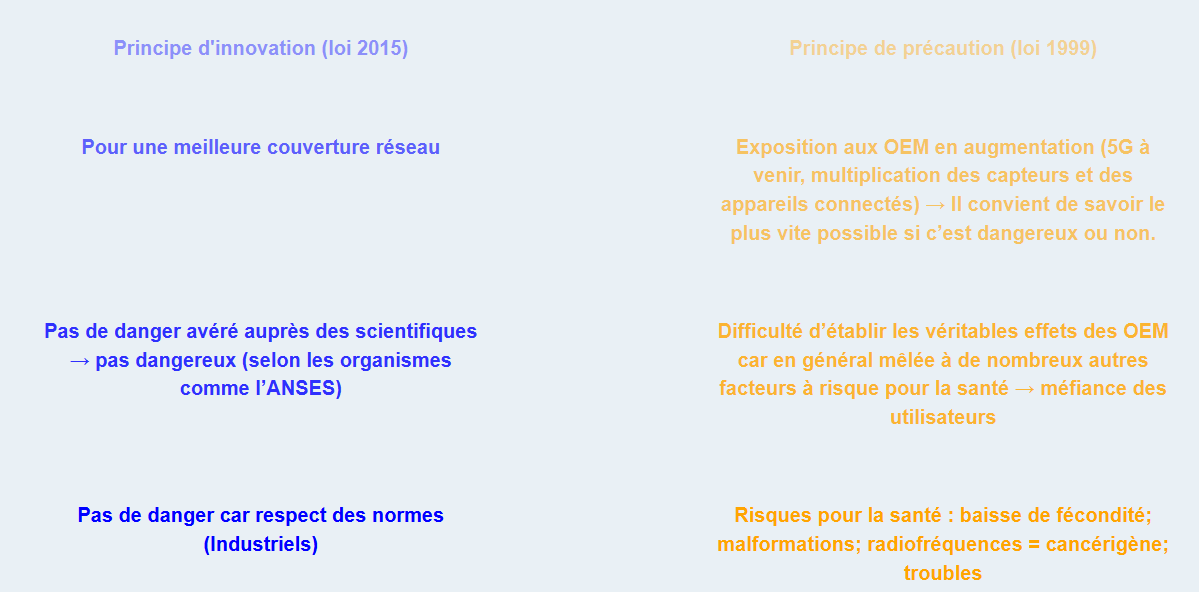 Principe d'innovation (loi 2015)
Principe de précaution (loi 1999)
Pour une meilleure couverture réseau
Exposition aux OEM en augmentation (5G à
venir, multiplication des capteurs et des
appareils connectés) → Il convient de savoir le
plus vite possible si c’est dangereux ou non.
Pas de danger avéré auprès des scientifiques
→ pas dangereux (selon les organismes
comme l’ANSES)
Difficulté d’établir les véritables effets des OEM
car en général mêlée à de nombreux autres
facteurs à risque pour la santé → méfiance des
utilisateurs
Pas de danger car respect des normes
(Industriels)
Risques pour la santé : baisse de fécondité;
malformations; radiofréquences = cancérigène;
troubles